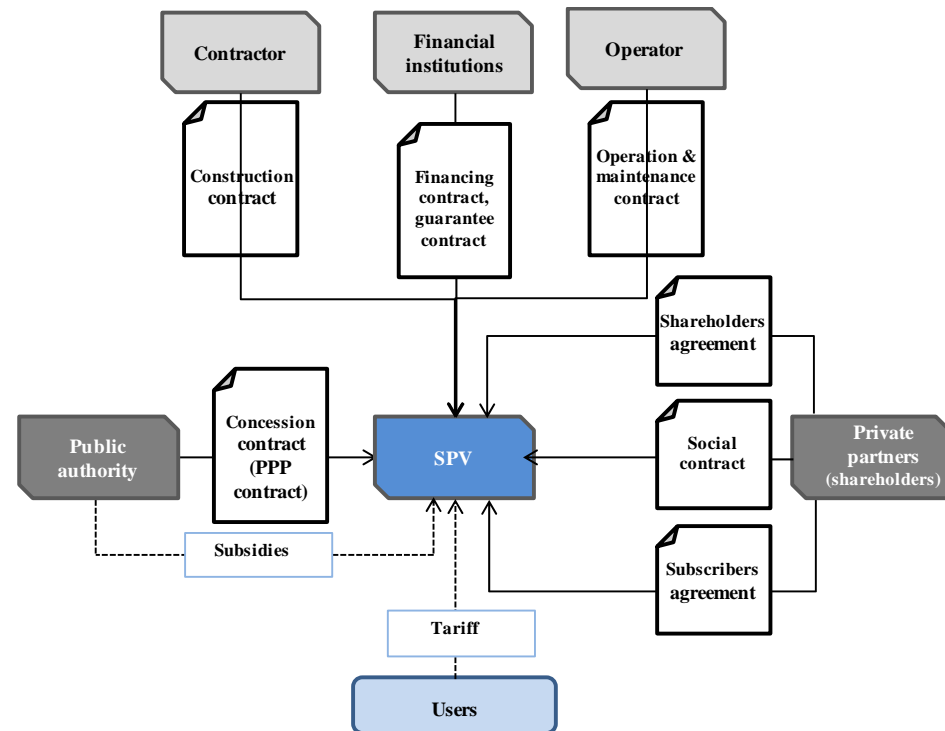 Contractor
Financial
institutions
Operator
Construction
contract
Financing
contract,
guarantee
contract
Operation &
maintenance
contract
Shareholders
agreement
Public
authority
Concession
contract
(PPP
contract)
SPV
Social
contract
Private
partners
(shareholders)
Subsidies
Subscribers
agreement
Tariff
Users